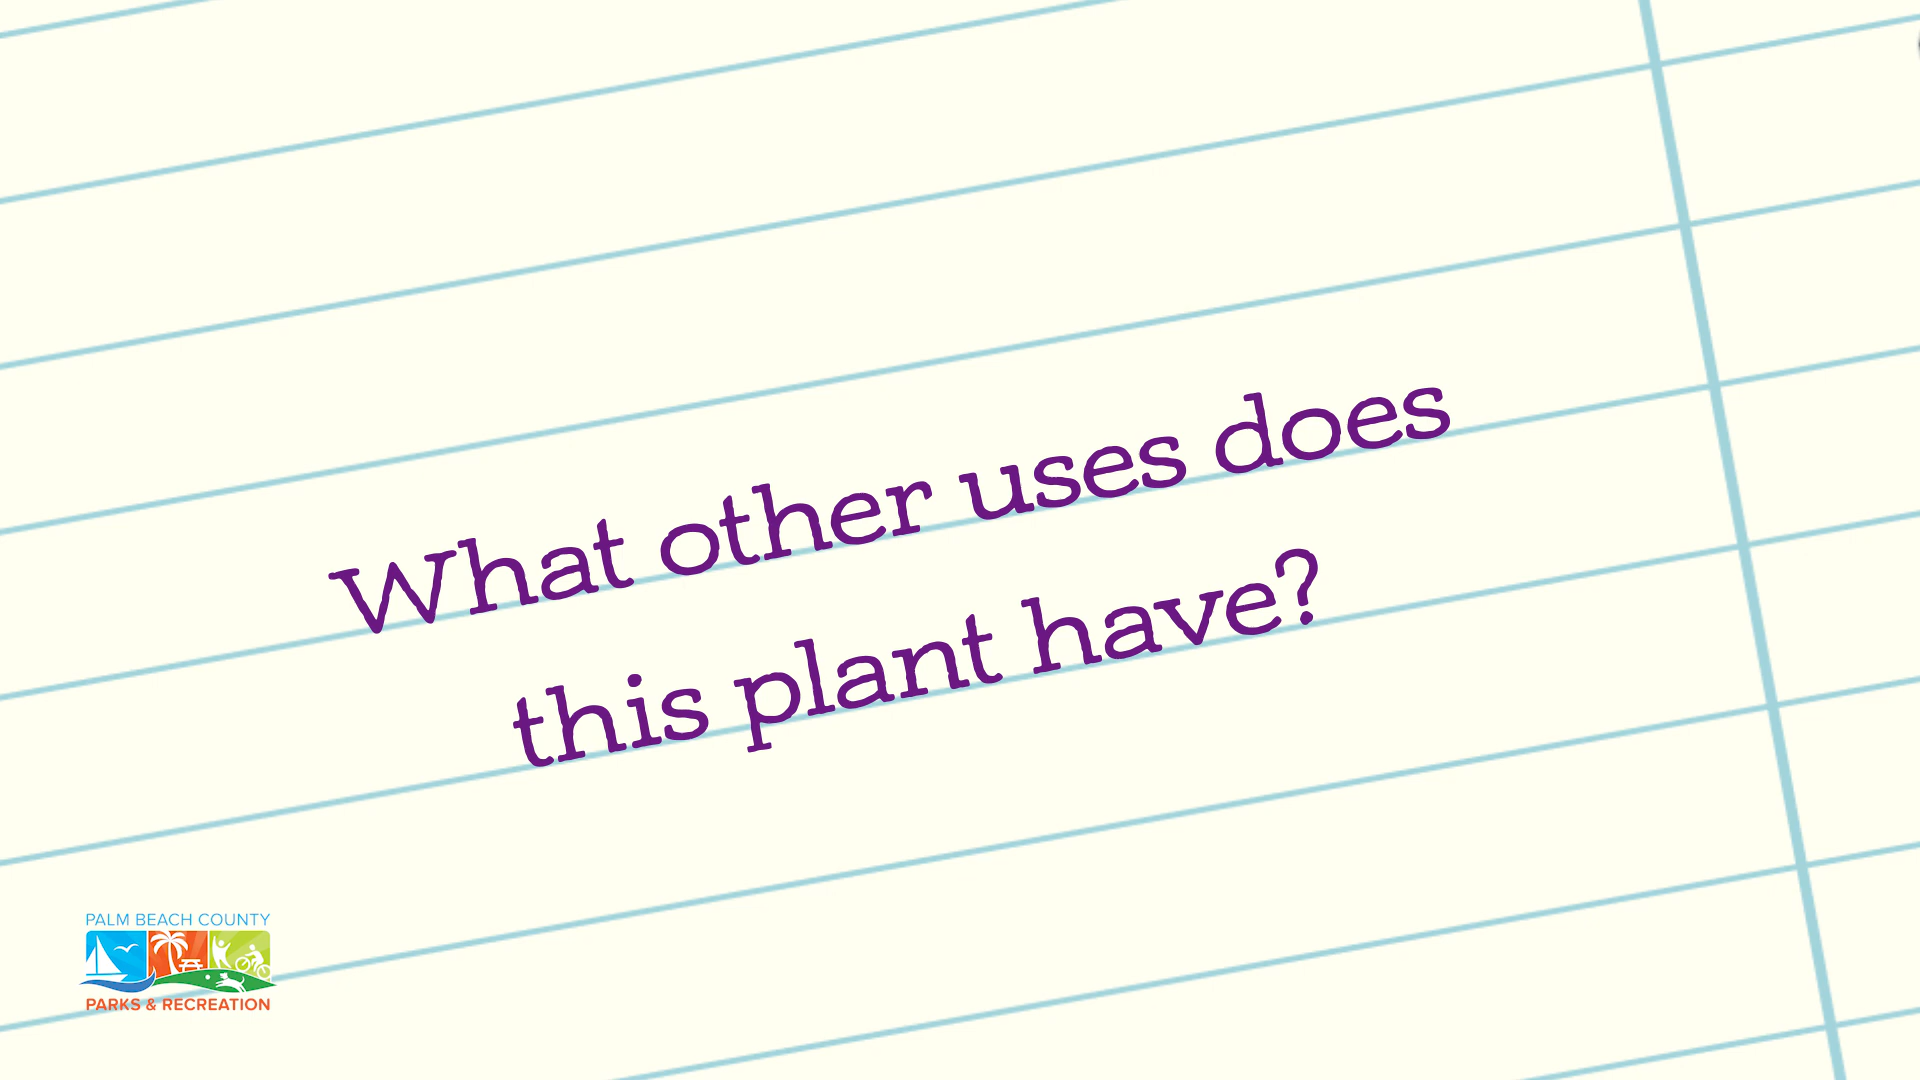 What other uses does
this plant have?
PALM BEACH COUNTY
PARKS & RECREATION